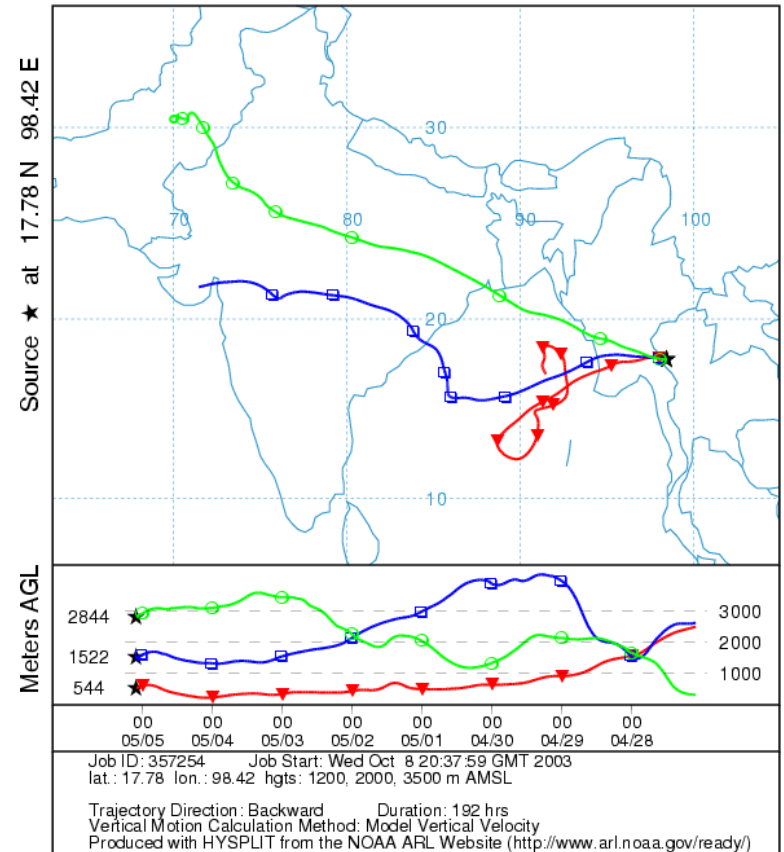 Source ★ at 17.78 N 98.42 E
30
70 80 90 100
20
10
Meters AGL
2844
1522
544
3000
2000
1000
00 00 00 00 00 00 00 00
05/05 05/04 05/03 05/02 05/01 04/30 04/29 04/28
Job ID: 357254 Job Start: Wed Oct 8 20:37:59 GMT 2003
lat.: 17.78 lon.: 98.42 hgts: 1200, 2000, 3500 m AMSL
Trajectory Direction: Backward Duration: 192 hrs
Vertical Motion Calculation Method: Model Vertical Velocity
Produced with HYSPLIT from the NOAA ARL Website (http://www.arl.noaa.gov/ready/)